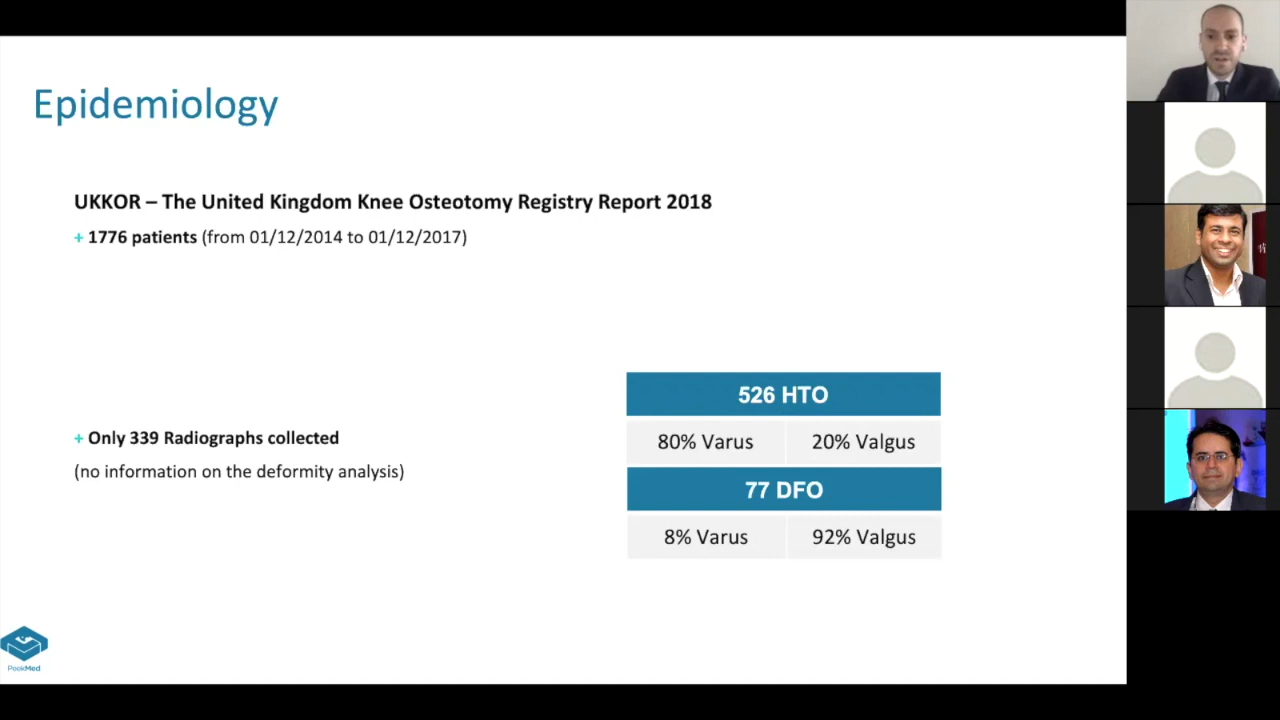 Epidemiology
UKKOR – The United Kingdom Knee Osteotomy Registry Report 2018
+ 1776 patients (from 01/12/2014 to 01/12/2017)
526 HTO
80% Varus 20% Valgus
+ Only 339 Radiographs collected
(no information on the deformity analysis)
77 DFO
8% Varus 92% Valgus
PeekMed